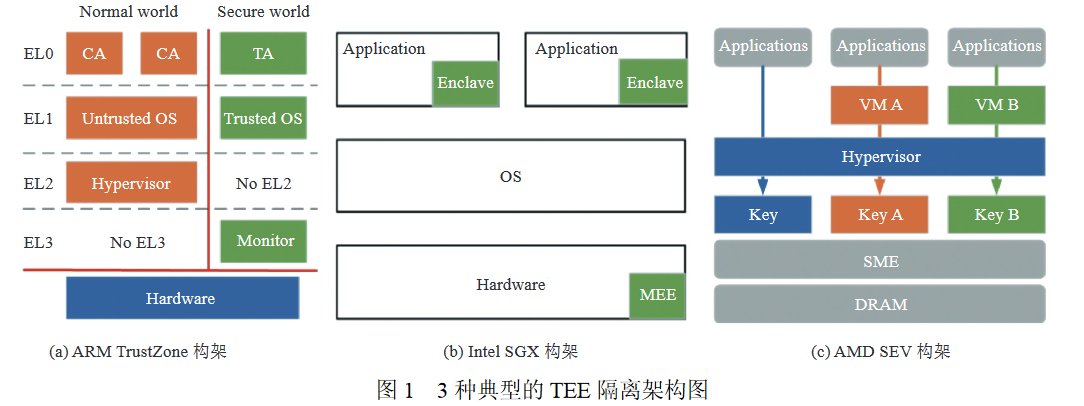 Normal world Secure world
EL0 CA CA TA
EL1 Untrusted OS Trusted OS
EL2 Hypervisor No EL2
EL3 No EL3 Monitor
Hardware
(a) ARM TrustZone 构架
Application Application
Enclave Enclave
OS
Hardware
MEE
(b) Intel SGX 构架
Applications Applications Applications
VM A VM B
Hypervisor
Key Key A Key B
SME
DRAM
(c) AMD SEV 构架
图 1 3 种典型的 TEE 隔离架构图